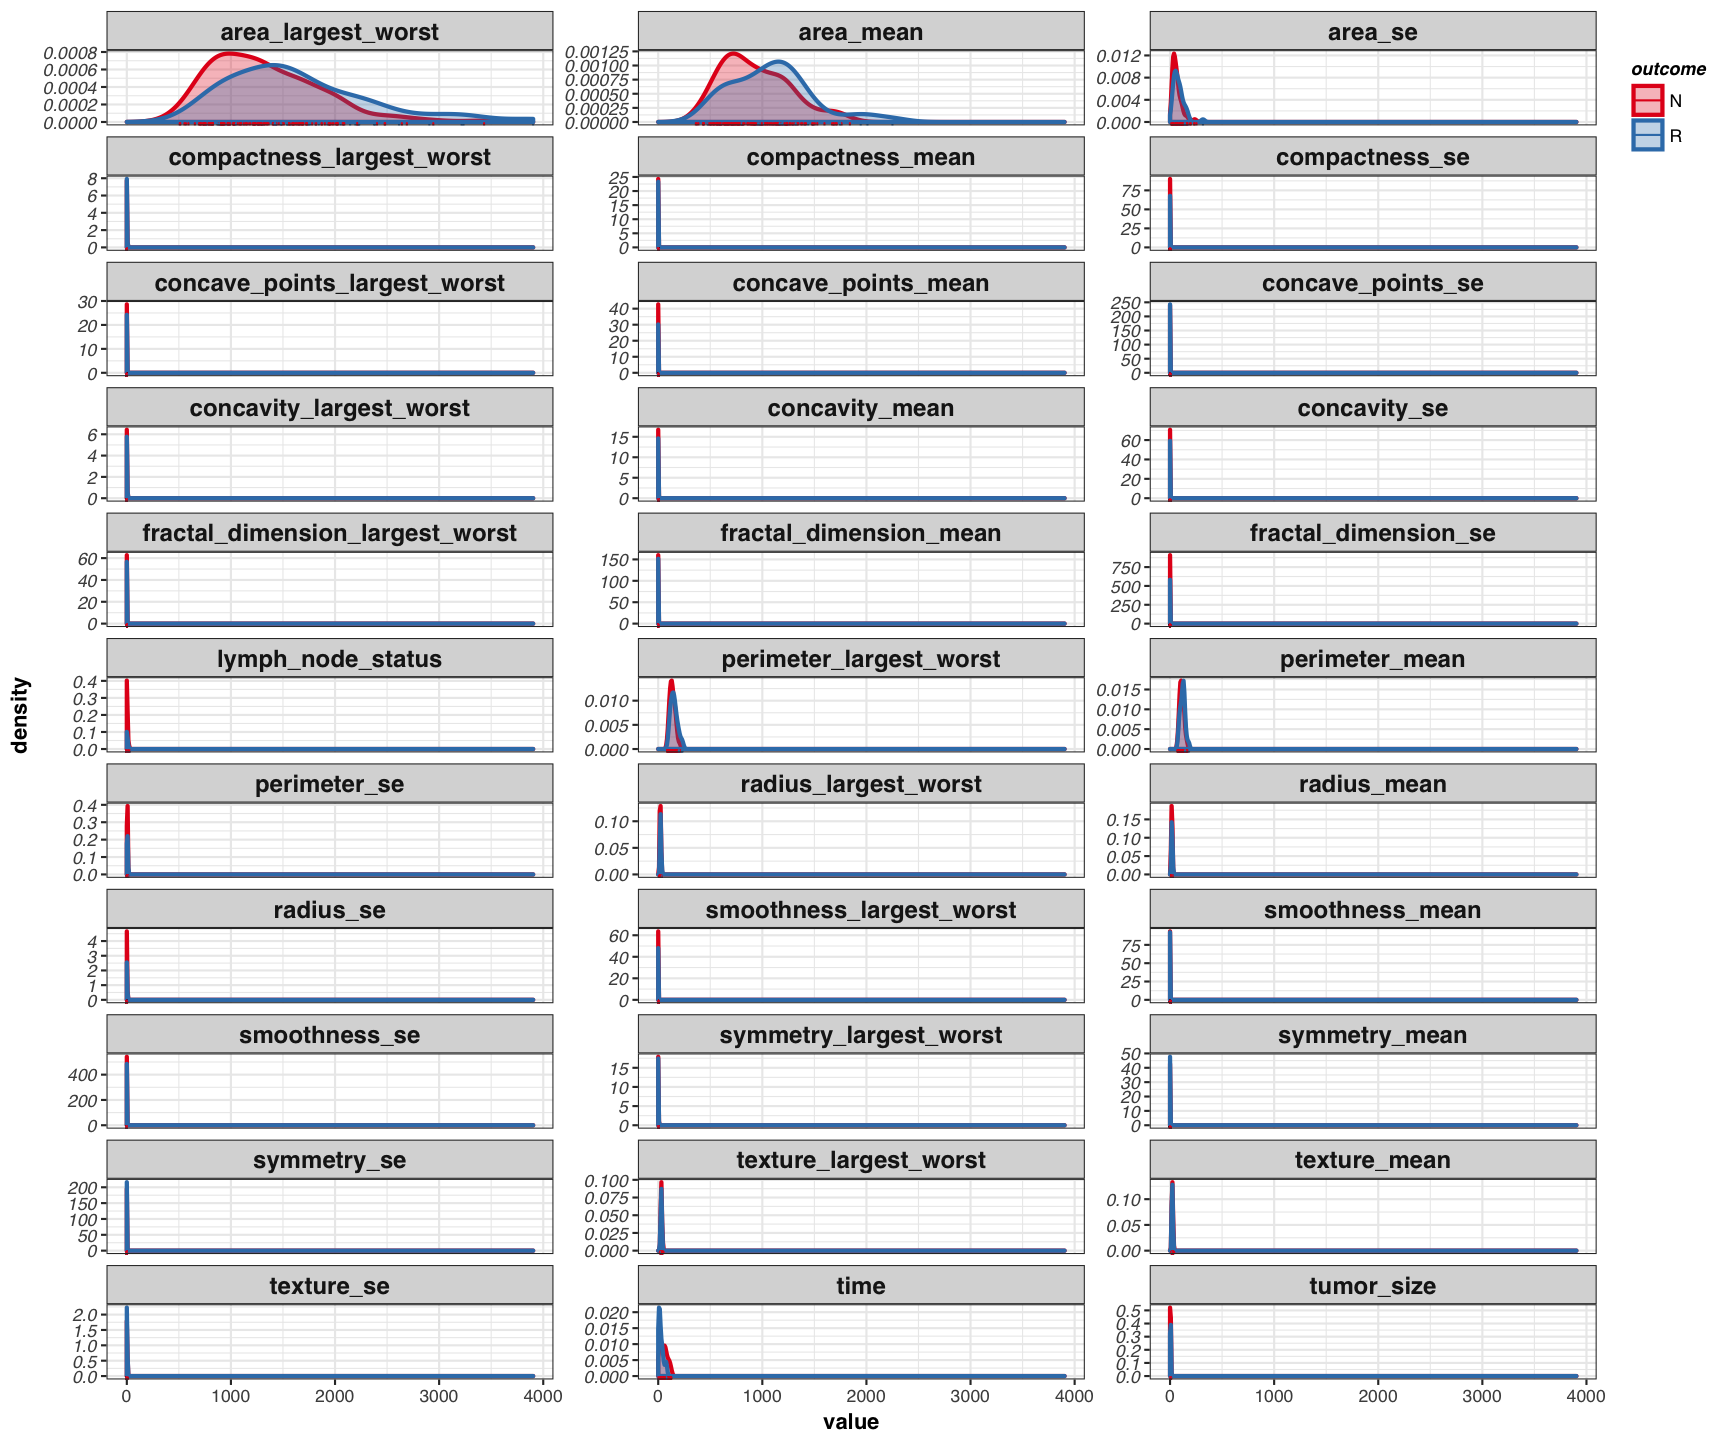 area_largest_worst area_mean area_se
0.0008 0.0006 0.0004 0.0002 0.0000
0.00125 0.00100 0.00075 0.00050 0.00025 0.00000
0.012 0.008 0.004 0.000
outcome
N
R
compactness_largest_worst compactness_mean compactness_se
8 6 4 2 0
25 20 15 10 5 0
75 50 25 0
concave_points_largest_worst concave_points_mean concave_points_se
30 20 10 0
40 30 20 10 0
250 200 150 100 50 0
concavity_largest_worst concavity_mean concavity_se
6 4 2 0
15 10 5 0
60 40 20 0
fractal_dimension_largest_worst fractal_dimension_mean fractal_dimension_se
60 40 20 0
150 100 50 0
750 500 250 0
lymph_node_status perimeter_largest_worst perimeter_mean
0.4 0.3 0.2 0.1 0.0
0.010 0.005 0.000
0.015 0.010 0.005 0.000
density
perimeter_se radius_largest_worst radius_mean
0.4 0.3 0.2 0.1 0.0
0.10 0.05 0.00
0.15 0.10 0.05 0.00
radius_se smoothness_largest_worst smoothness_mean
4 3 2 1 0
60 40 20 0
75 50 25 0
smoothness_se symmetry_largest_worst symmetry_mean
400 200 0
15 10 5 0
50 40 30 20 10 0
symmetry_se texture_largest_worst texture_mean
200 150 100 50 0
0.100 0.075 0.050 0.025 0.000
0.10 0.05 0.00
texture_se time tumor_size
2.0 1.5 1.0 0.5 0.0
0.020 0.015 0.010 0.005 0.000
0.5 0.4 0.3 0.2 0.1 0.0
0 1000 2000 3000 4000 0 1000 2000 3000 4000 0 1000 2000 3000 4000
value